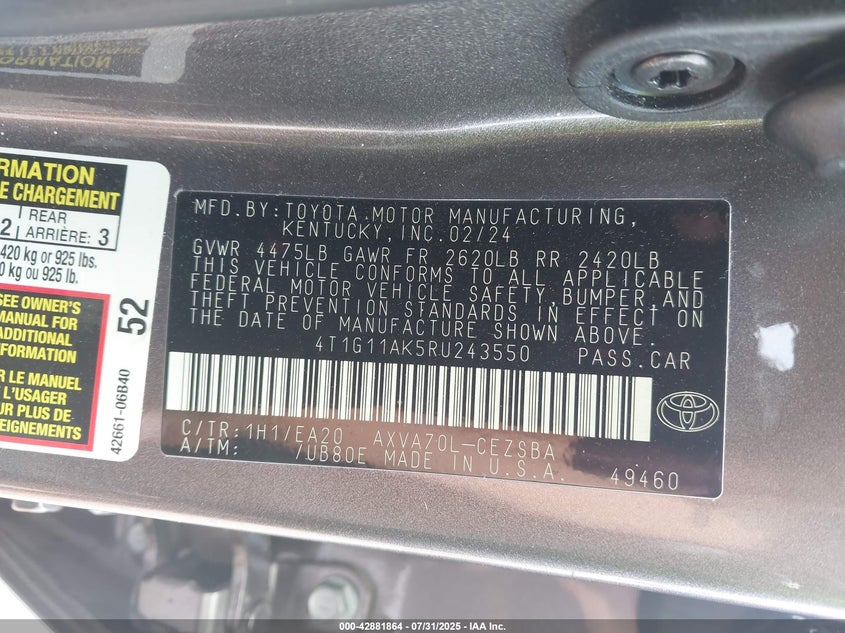 RMATION
E CHARGEMENT
2 REAR 3
ARRIÈRE:
420 kg or 925 lbs.
0 kg ou 925 lb.
SEE OWNER'S
MANUAL FOR
ADDITIONAL
INFORMATION
R LE MANUEL
L'USAGER
UR PLUS DE
SEIGNEMENTS
52
42661-06B40
MFD.BY:TOYOTA MOTOR MANUFACTURING,
KENTUCKY,INC.02/24
GVWR 4475LB GAWR FR 2620LB RR 2420LB
THIS VEHICLE CONFORMS TO ALL APPLICABLE
FEDERAL MOTOR VEHICLE SAFETY,BUMPER,AND
THEFT PREVENTION STANDARDS IN EFFECT ON
THE DATE OF MANUFACTURE SHOWN ABOVE.
4T1G11AK5RU243550 PASS.CAR
C/TR:1H1/EA20 AXVA70L-CEZSBA
A/TM: /UB80E MADE IN U.S.A.
49460
000-42881864 | 07/31/2025 - IAA Inc.